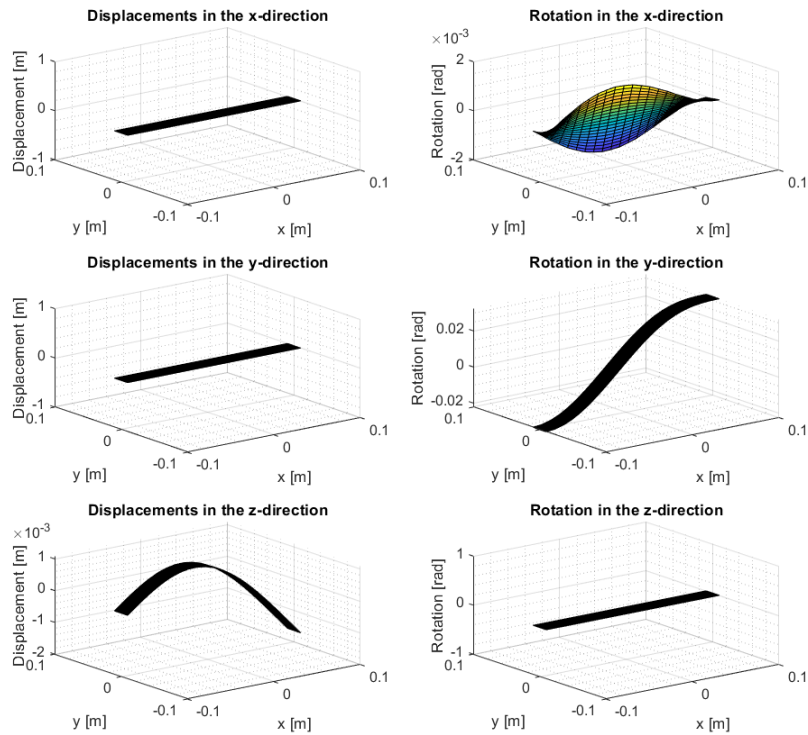 Displacements in the x-direction
Displacement [m]
1
0
-1
0.1
0
-0.1
y [m]
-0.1
0
0.1
x [m]
Rotation in the x-direction
×10⁻³
Rotation [rad]
2
0
-2
0.1
0
-0.1
y [m]
-0.1
0
0.1
x [m]
Displacements in the y-direction
Displacement [m]
1
0
-1
0.1
0
-0.1
y [m]
-0.1
0
0.1
x [m]
Rotation in the y-direction
Rotation [rad]
0.02
0
-0.02
0.1
0
-0.1
y [m]
-0.1
0
0.1
x [m]
Displacements in the z-direction
×10⁻³
Displacement [m]
1
0
-1
-2
0.1
0
-0.1
y [m]
-0.1
0
0.1
x [m]
Rotation in the z-direction
Rotation [rad]
1
0
-1
0.1
0
-0.1
y [m]
-0.1
0
0.1
x [m]